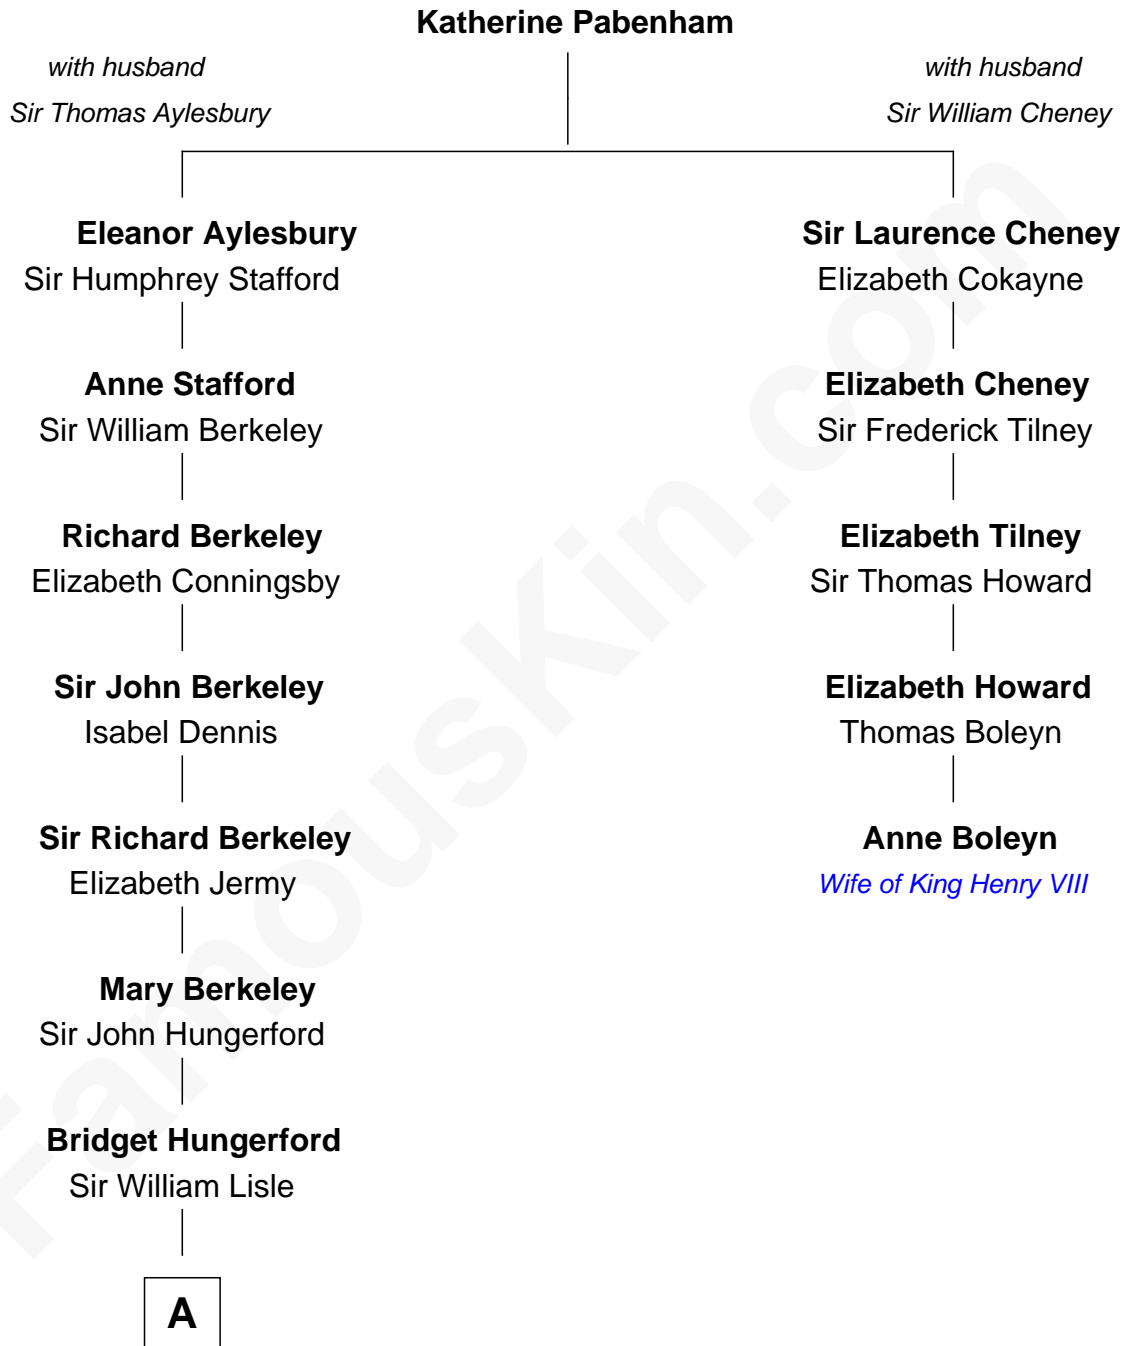 Katherine Pabenham
with husband
Sir Thomas Aylesbury
with husband
Sir William Cheney
Eleanor Aylesbury
Sir Humphrey Stafford
Sir Laurence Cheney
Elizabeth Cokayne
Anne Stafford
Sir William Berkeley
Elizabeth Cheney
Sir Frederick Tilney
Richard Berkeley
Elizabeth Conningsby
Elizabeth Tilney
Sir Thomas Howard
Sir John Berkeley
Isabel Dennis
Elizabeth Howard
Thomas Boleyn
Sir Richard Berkeley
Elizabeth Jermy
Anne Boleyn
Wife of King Henry VIII
Mary Berkeley
Sir John Hungerford
Bridget Hungerford
Sir William Lisle
A
FamousKin.com